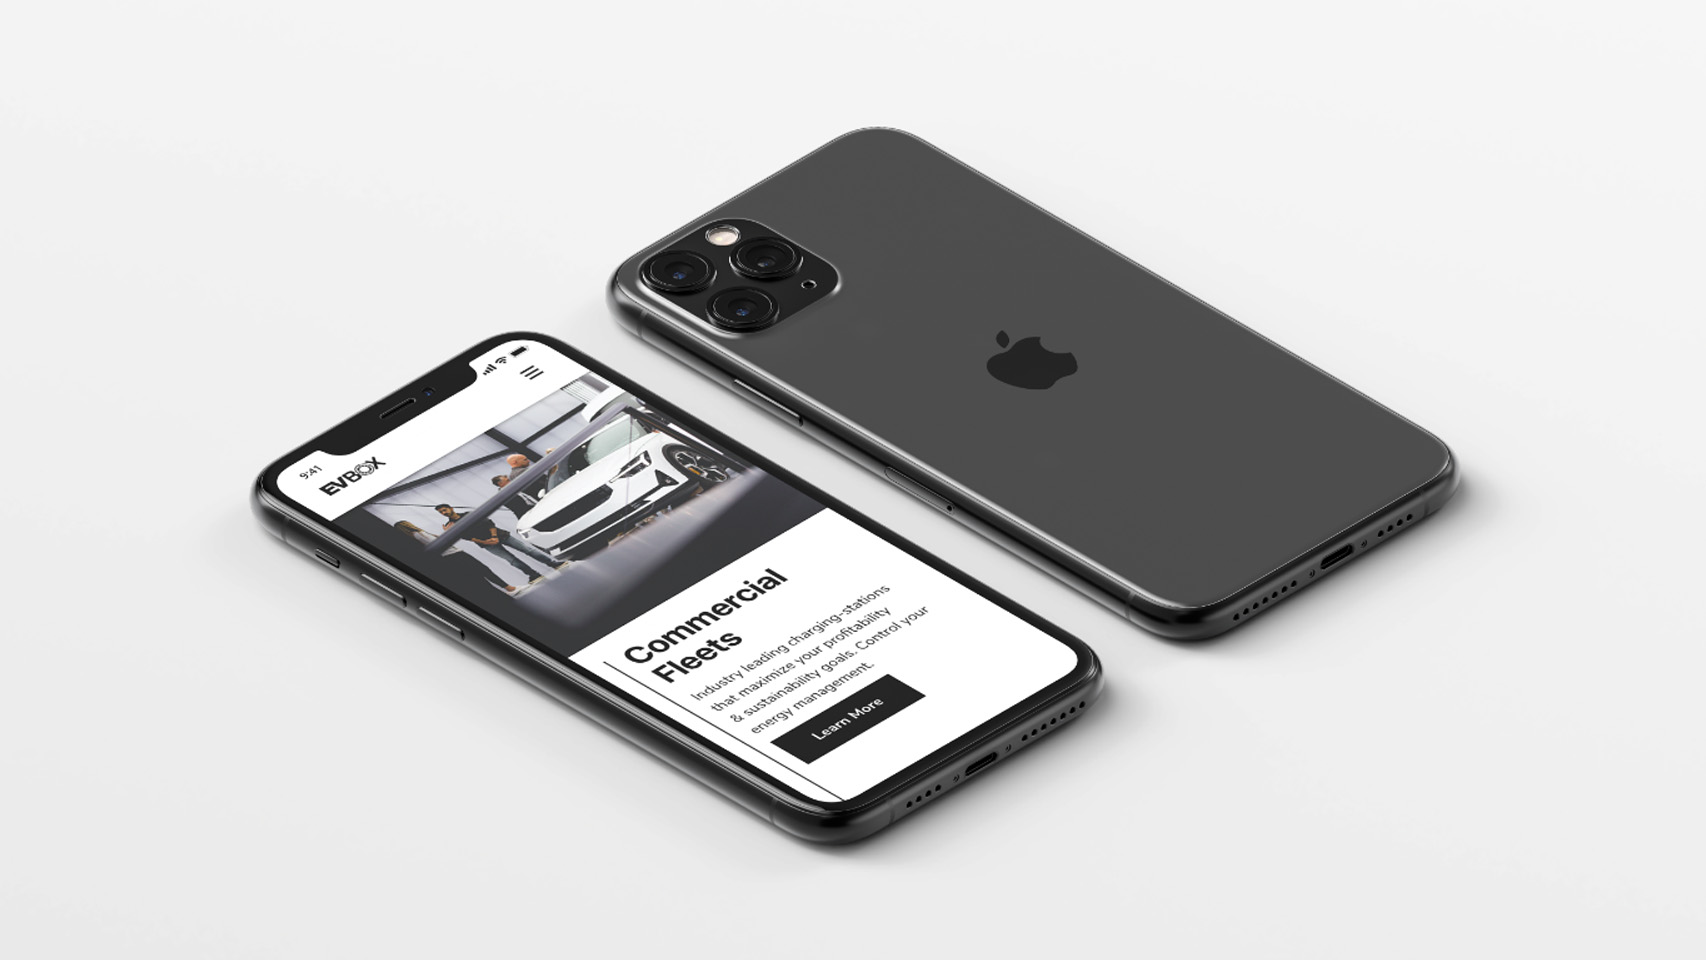 9:41
EVBOX
Commercial
Fleets
Industry leading charging-stations
that maximize your profitability
& sustainability goals. Control your
energy management.
Learn More